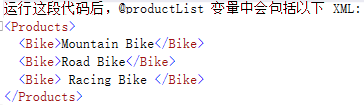 运行这段代码后，@productList 变量中会包括以下 XML:
<Products>
  <Bike>Mountain Bike</Bike>
  <Bike>Road Bike</Bike>
  <Bike> Racing Bike </Bike>
</Products>